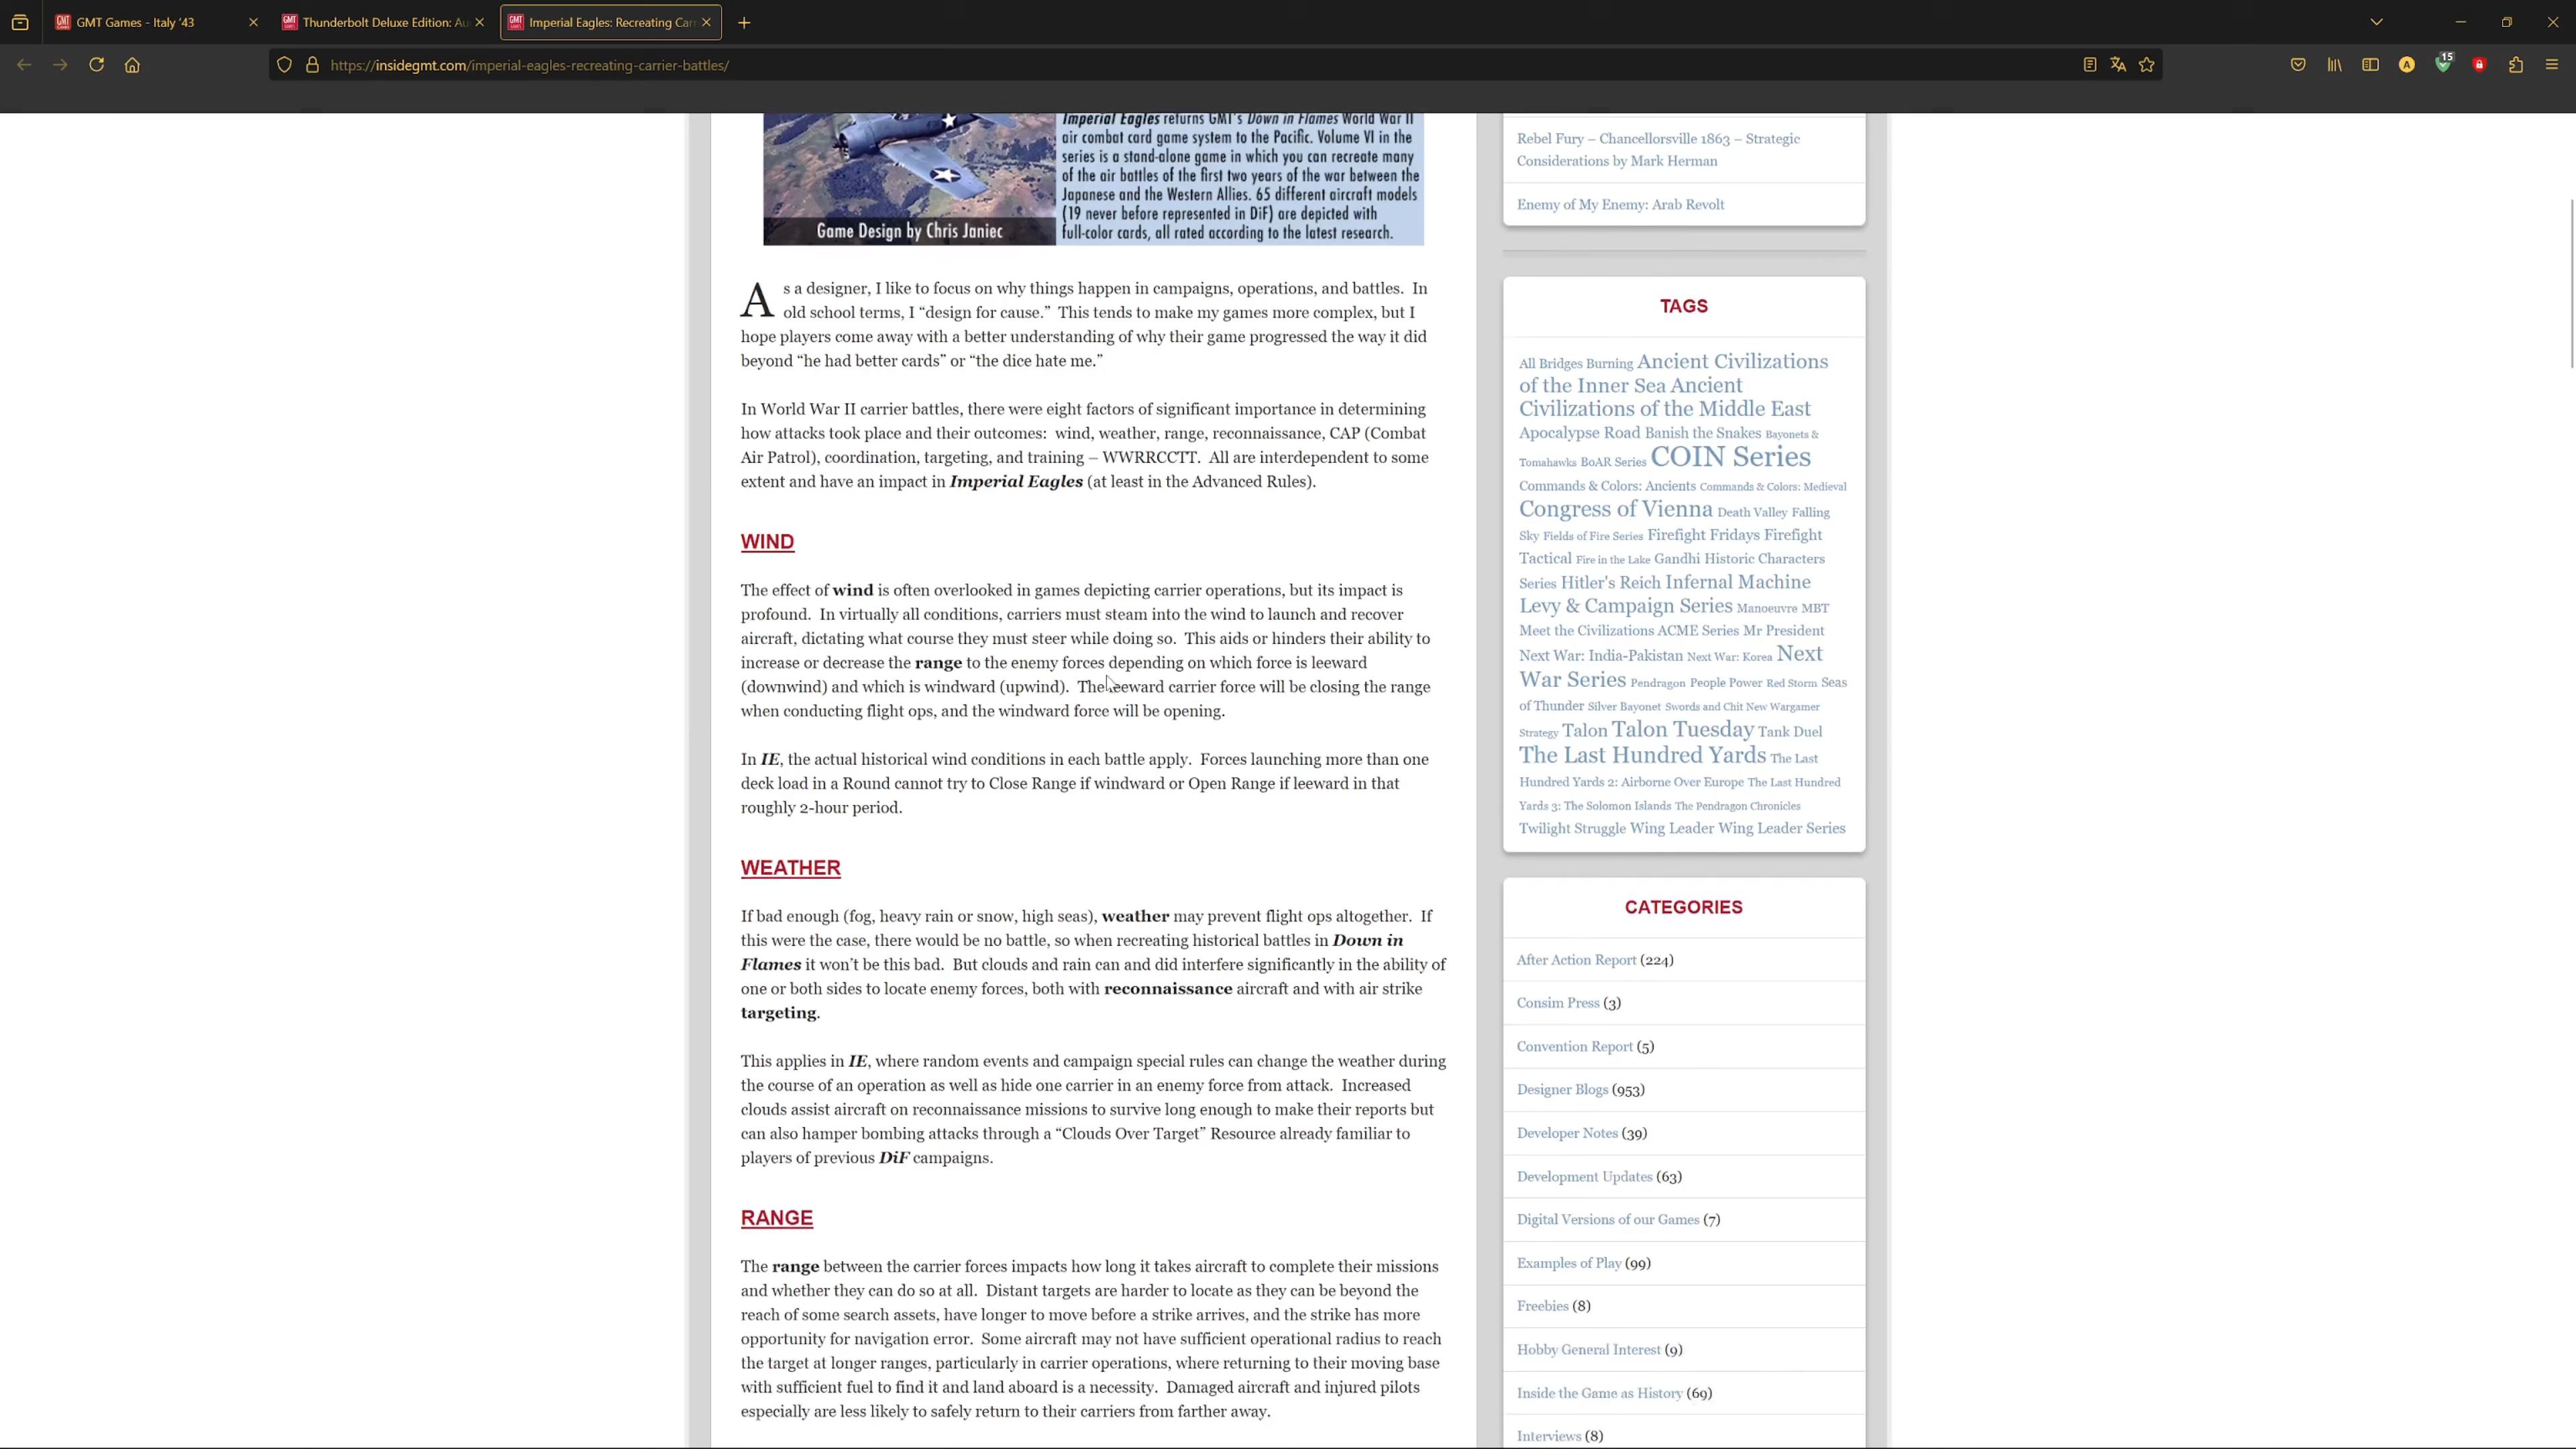 GMT Games - Italy '43
Thunderbolt Deluxe Edition: Au
Imperial Eagles: Recreating Car
https://insidegmt.com/imperial-eagles-recreating-carrier-battles/
15
Imperial Eagles returns GMT's Down in Flames World War II
air combat card game system to the Pacific. Volume VI in the
series is a stand-alone game in which you can recreate many
of the air battles of the first two years of the war between the
Japanese and the Western Allies. 65 different aircraft models
(19 never before represented in DiF) are depicted with
full-color cards, all rated according to the latest research.
Game Design by Chris Janiec
As a designer, I like to focus on why things happen in campaigns, operations, and battles. In
old school terms, I “design for cause.” This tends to make my games more complex, but I
hope players come away with a better understanding of why their game progressed the way it did
beyond “he had better cards” or “the dice hate me.”
In World War II carrier battles, there were eight factors of significant importance in determining
how attacks took place and their outcomes: wind, weather, range, reconnaissance, CAP (Combat
Air Patrol), coordination, targeting, and training – WWRRCCTT. All are interdependent to some
extent and have an impact in Imperial Eagles (at least in the Advanced Rules).
WIND
The effect of wind is often overlooked in games depicting carrier operations, but its impact is
profound. In virtually all conditions, carriers must steam into the wind to launch and recover
aircraft, dictating what course they must steer while doing so. This aids or hinders their ability to
increase or decrease the range to the enemy forces depending on which force is leeward
(downwind) and which is windward (upwind). The leeward carrier force will be closing the range
when conducting flight ops, and the windward force will be opening.
In IE, the actual historical wind conditions in each battle apply. Forces launching more than one
deck load in a Round cannot try to Close Range if windward or Open Range if leeward in that
roughly 2-hour period.
WEATHER
If bad enough (fog, heavy rain or snow, high seas), weather may prevent flight ops altogether. If
this were the case, there would be no battle, so when recreating historical battles in Down in
Flames it won’t be this bad. But clouds and rain can and did interfere significantly in the ability of
one or both sides to locate enemy forces, both with reconnaissance aircraft and with air strike
targeting.
This applies in IE, where random events and campaign special rules can change the weather during
the course of an operation as well as hide one carrier in an enemy force from attack. Increased
clouds assist aircraft on reconnaissance missions to survive long enough to make their reports but
can also hamper bombing attacks through a “Clouds Over Target” Resource already familiar to
players of previous DiF campaigns.
RANGE
The range between the carrier forces impacts how long it takes aircraft to complete their missions
and whether they can do so at all. Distant targets are harder to locate as they can be beyond the
reach of some search assets, have longer to move before a strike arrives, and the strike has more
opportunity for navigation error. Some aircraft may not have sufficient operational radius to reach
the target at longer ranges, particularly in carrier operations, where returning to their moving base
with sufficient fuel to find it and land aboard is a necessity. Damaged aircraft and injured pilots
especially are less likely to safely return to their carriers from farther away.
Rebel Fury – Chancellorsville 1863 – Strategic
Considerations by Mark Herman
Enemy of My Enemy: Arab Revolt
TAGS
All Bridges Burning Ancient Civilizations
of the Inner Sea Ancient
Civilizations of the Middle East
Apocalypse Road Banish the Snakes Bayonets &
Tomahawks BoAR Series COIN Series
Commands & Colors: Ancients Commands & Colors: Medieval
Congress of Vienna Death Valley Falling
Sky Fields of Fire Series Firefight Fridays Firefight
Tactical Fire in the Lake Gandhi Historic Characters
Series Hitler's Reich Infernal Machine
Levy & Campaign Series Manoeuvre MBT
Meet the Civilizations ACME Series Mr President
Next War: India-Pakistan Next War: Korea Next
War Series Pendragon People Power Red Storm Seas
of Thunder Silver Bayonet Swords and Chit New Wargamer
Strategy Talon Talon Tuesday Tank Duel
The Last Hundred Yards The Last
Hundred Yards 2: Airborne Over Europe The Last Hundred
Yards 3: The Solomon Islands The Pendragon Chronicles
Twilight Struggle Wing Leader Wing Leader Series
CATEGORIES
After Action Report (224)
Consim Press (3)
Convention Report (5)
Designer Blogs (953)
Developer Notes (39)
Development Updates (63)
Digital Versions of our Games (7)
Examples of Play (99)
Freebies (8)
Hobby General Interest (9)
Inside the Game as History (69)
Interviews (8)